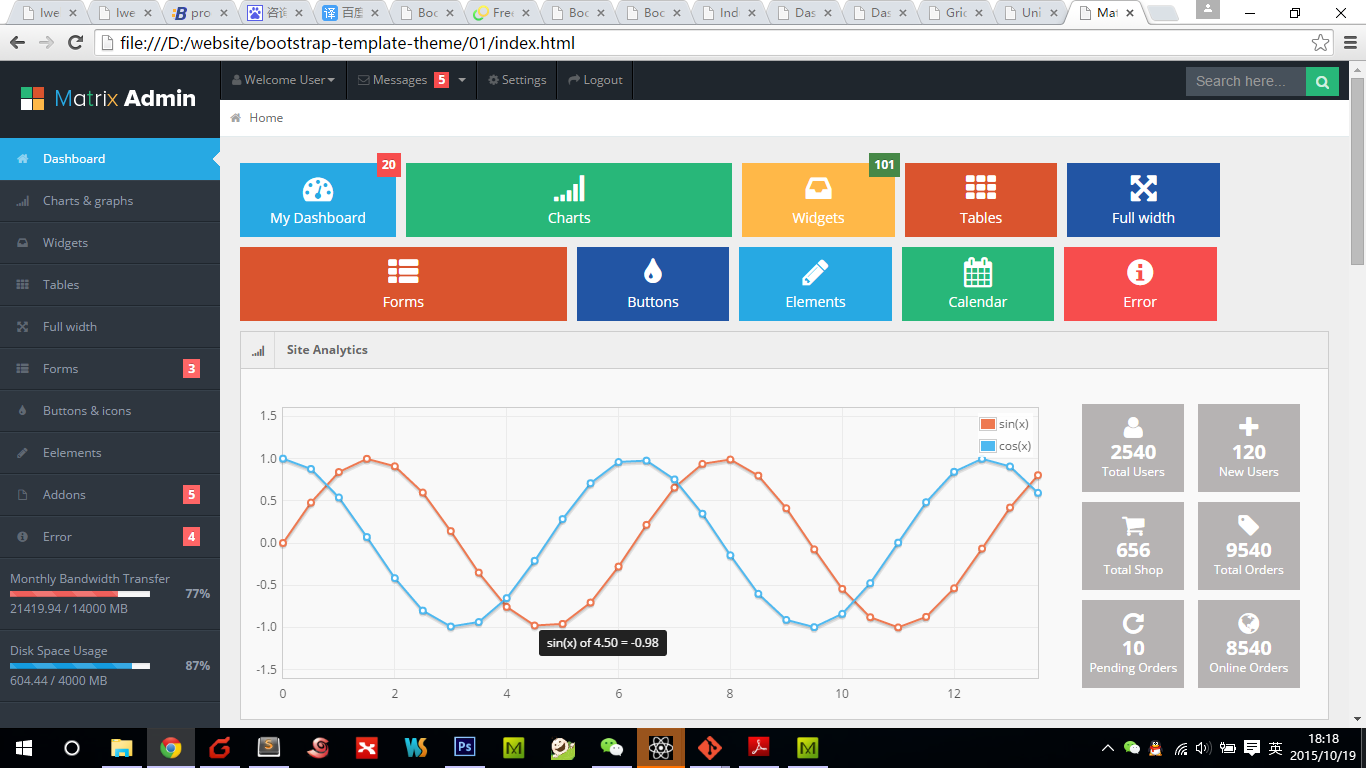 Iwe
Iwe
pro
咨询
百度
Boc
Free
Boc
Boc
Ind
Das
Das
Gric
Uni
Mat
file:///D:/website/bootstrap-template-theme/01/index.html
Matrix Admin
Welcome User
Messages 5
Settings
Logout
Search here...
Home
Dashboard
Charts & graphs
Widgets
Tables
Full width
Forms 3
Buttons & icons
Eelements
Addons 5
Error 4
Monthly Bandwidth Transfer
77%
21419.94 / 14000 MB
Disk Space Usage
87%
604.44 / 4000 MB
20
My Dashboard
Charts
101
Widgets
Tables
Full width
Forms
Buttons
Elements
Calendar
Error
Site Analytics
1.5
1.0
0.5
0.0
-0.5
-1.0
-1.5
0 2 4 6 8 10 12
sin(x)
cos(x)
sin(x) of 4.50 = -0.98
2540
Total Users
120
New Users
656
Total Shop
9540
Total Orders
10
Pending Orders
8540
Online Orders
英
18:18
2015/10/19